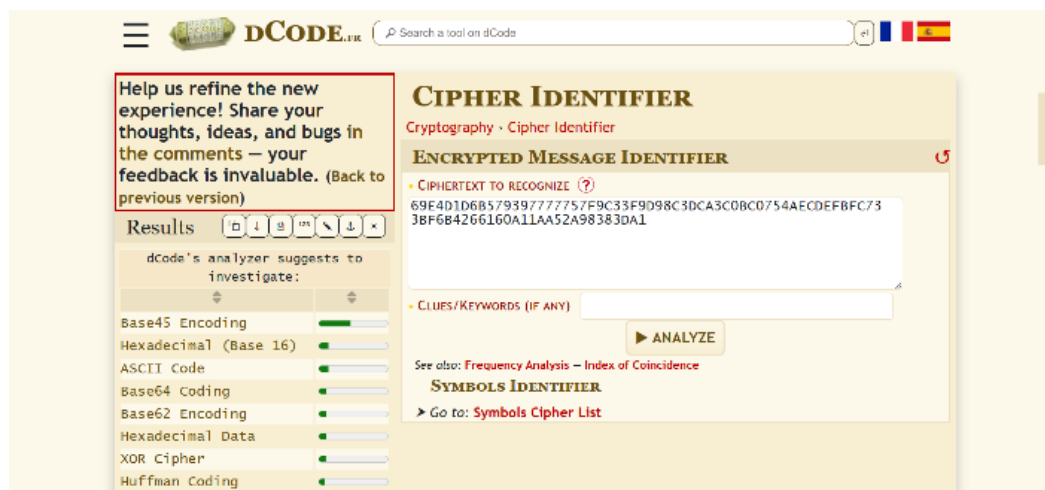 dCode.fr
Search a tool on dCode
Help us refine the new
experience! Share your
thoughts, ideas, and bugs in
the comments — your
feedback is invaluable. (Back to
previous version)
Results
dCode's analyzer suggests to
investigate:
Base45 Encoding
Hexadecimal (Base 16)
ASCII Code
Base64 Coding
Base62 Encoding
Hexadecimal Data
XOR Cipher
Huffman Coding
Cipher Identifier
Cryptography › Cipher Identifier
Encrypted Message Identifier
Ciphertext to recognize ?
69E4D1D6B579397777757F9C33F9D98C3DCA3C0BC0754AECDEFBFC73
3BF6B4266160A11AA52A98383DA1
Clues/Keywords (if any)
▶ ANALYZE
See also: Frequency Analysis — Index of Coincidence
Symbols Identifier
➤ Go to: Symbols Cipher List